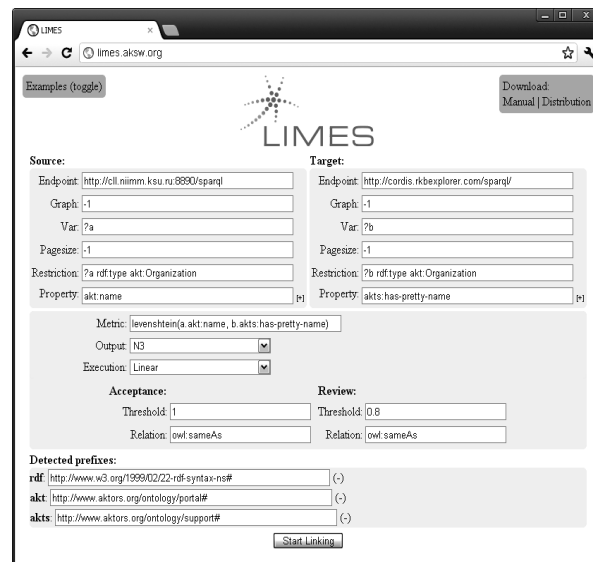 LIMES
limes.aksw.org
Examples (toggle)
Download:
Manual | Distribution
LIMES
Source:
Endpoint: http://cll.niimm.ksu.ru:8890/sparql
Graph: -1
Var: ?a
Pagesize: -1
Restriction: ?a rdf:type akt:Organization
Property: akt:name [+]
Target:
Endpoint: http://cordis.rkbexplorer.com/sparql/
Graph: -1
Var: ?b
Pagesize: -1
Restriction: ?b rdf:type akt:Organization
Property: akts:has-pretty-name [+]
Metric: levenshtein(a.akt:name, b.akts:has-pretty-name)
Output: N3
Execution: Linear
Acceptance:
Threshold: 1
Relation: owl:sameAs
Review:
Threshold: 0.8
Relation: owl:sameAs
Detected prefixes:
rdf: http://www.w3.org/1999/02/22-rdf-syntax-ns# (-)
akt: http://www.aktors.org/ontology/portal# (-)
akts: http://www.aktors.org/ontology/support# (-)
Start Linking